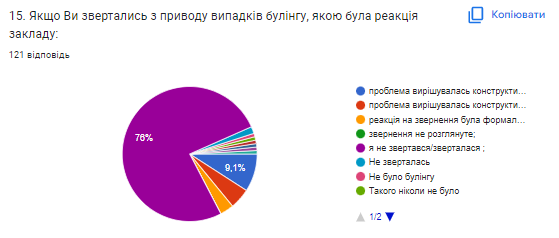 15. Якщо Ви звертались з приводу випадків булінгу, якою була реакція
закладу:
Копіювати
121 відповідь
76%
9,1%
проблема вирішувалась конструкти…
проблема вирішувалась конструкти…
реакція на звернення була формал…
звернення не розглянуте;
я не звертався/зверталася ;
Не зверталась
Не було булінгу
Такого ніколи не було
1/2